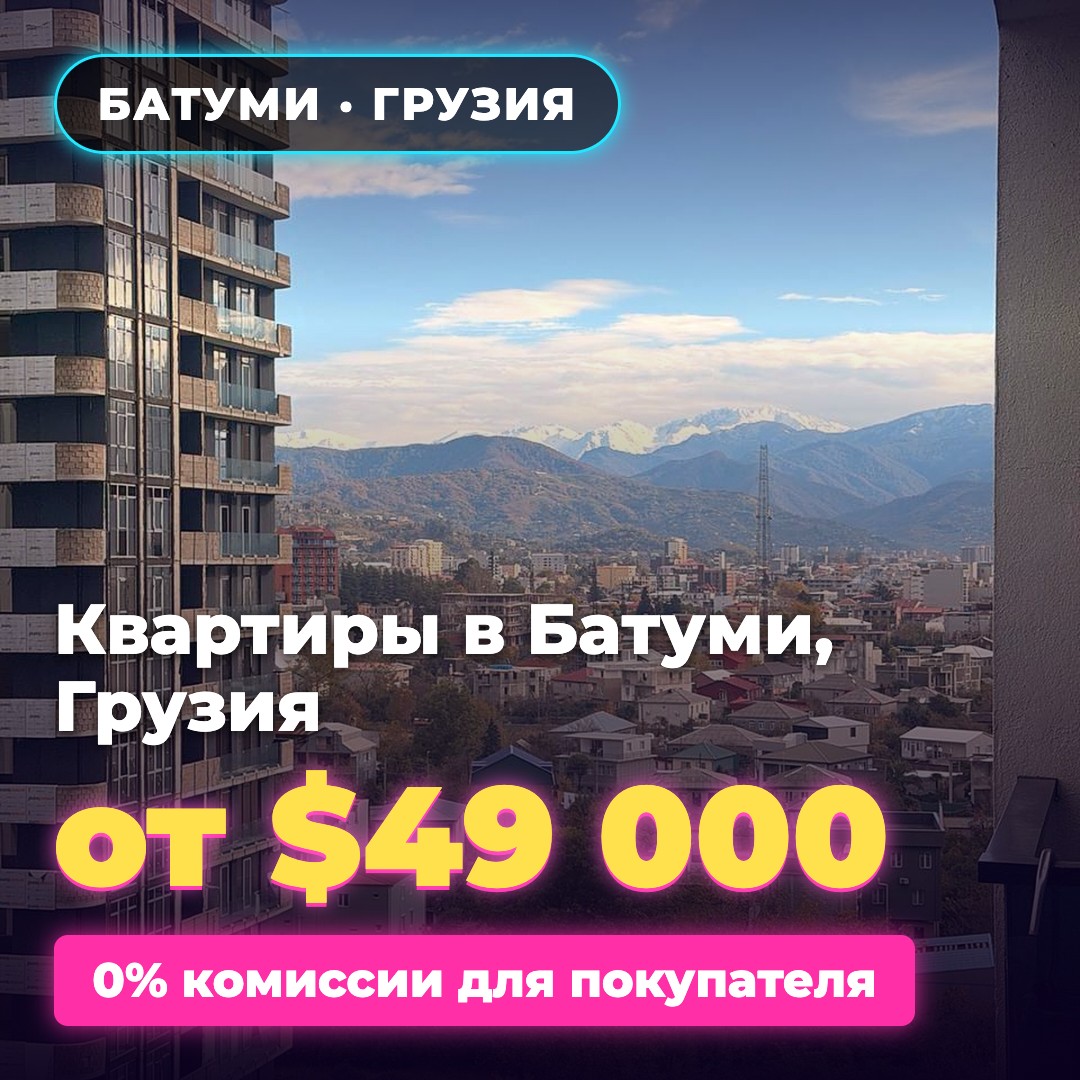 БАТУМИ • ГРУЗИЯ
Квартиры в Батуми,
Грузия
от $49 000
0% комиссии для покупателя